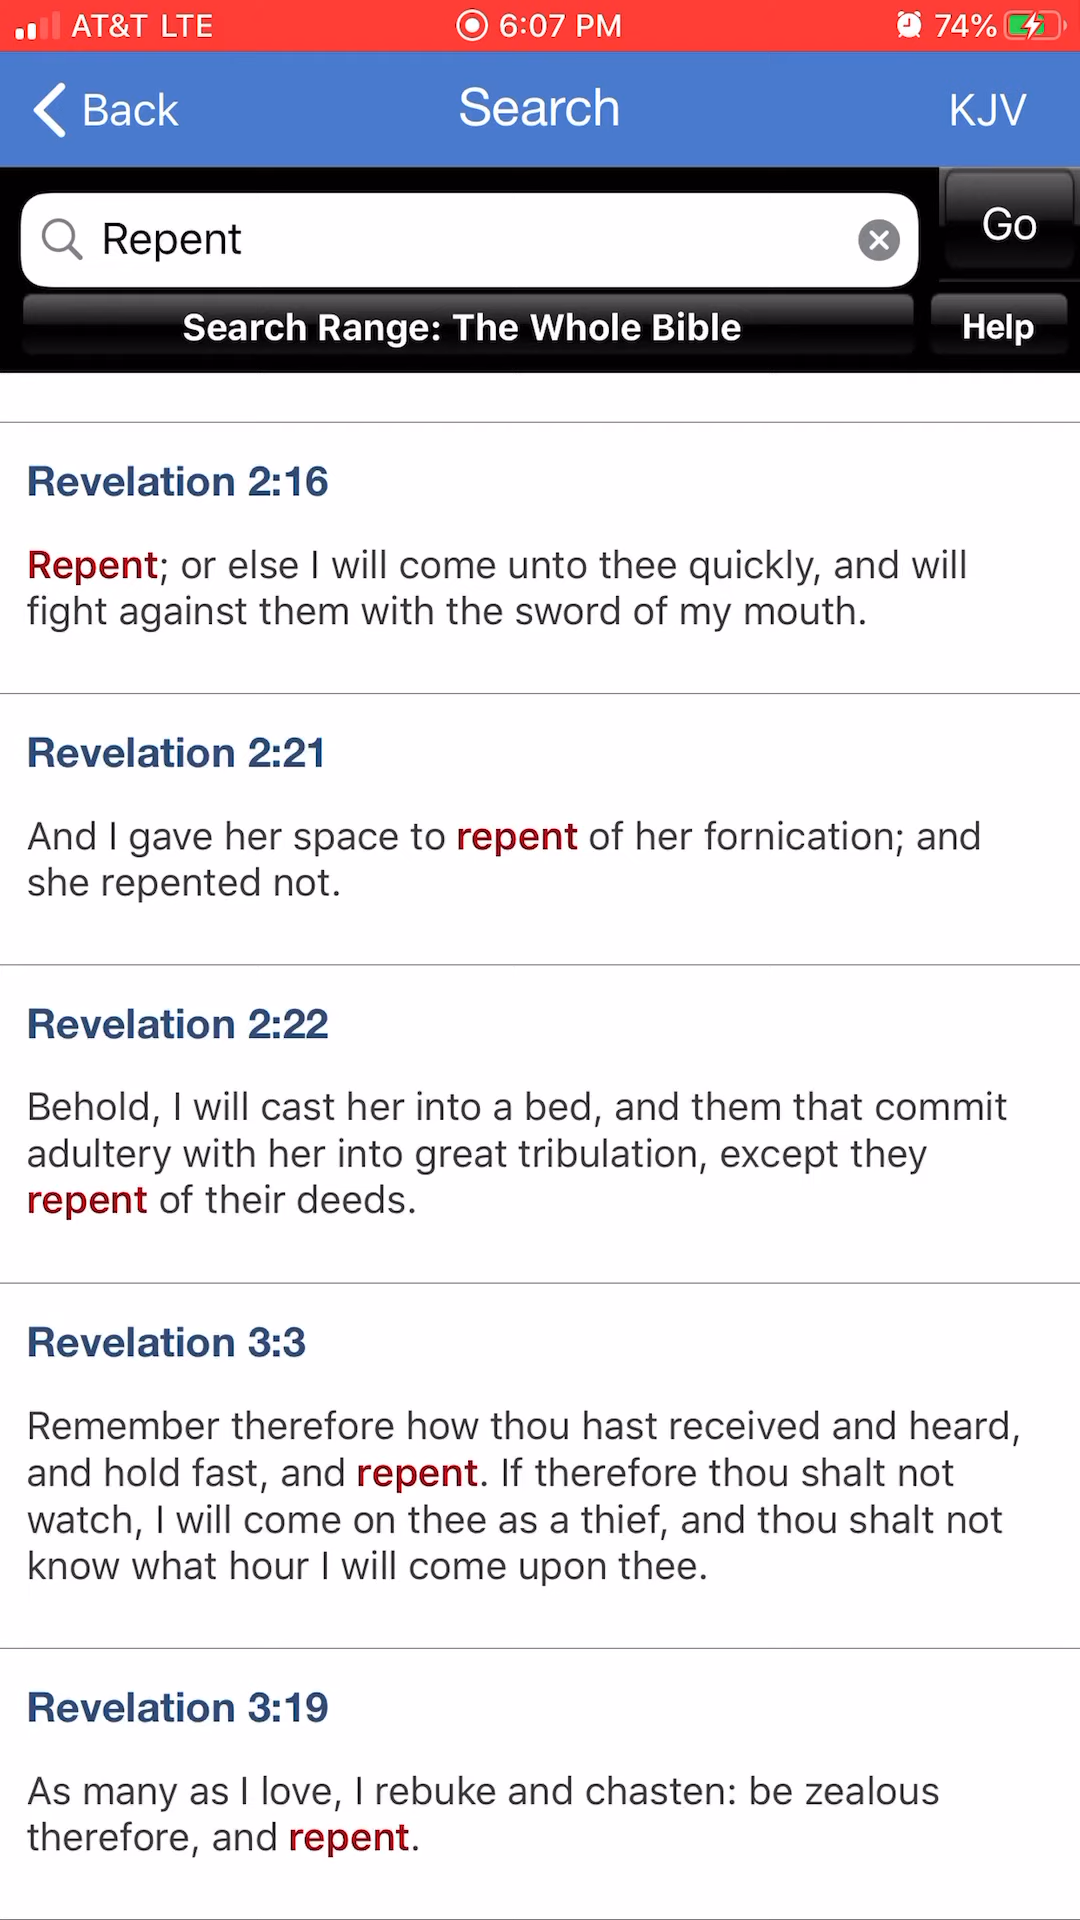 AT&T LTE 6:07 PM 74%
Back Search KJV
Repent Go
Search Range: The Whole Bible Help
Revelation 2:16
Repent; or else I will come unto thee quickly, and will
fight against them with the sword of my mouth.
Revelation 2:21
And I gave her space to repent of her fornication; and
she repented not.
Revelation 2:22
Behold, I will cast her into a bed, and them that commit
adultery with her into great tribulation, except they
repent of their deeds.
Revelation 3:3
Remember therefore how thou hast received and heard,
and hold fast, and repent. If therefore thou shalt not
watch, I will come on thee as a thief, and thou shalt not
know what hour I will come upon thee.
Revelation 3:19
As many as I love, I rebuke and chasten: be zealous
therefore, and repent.